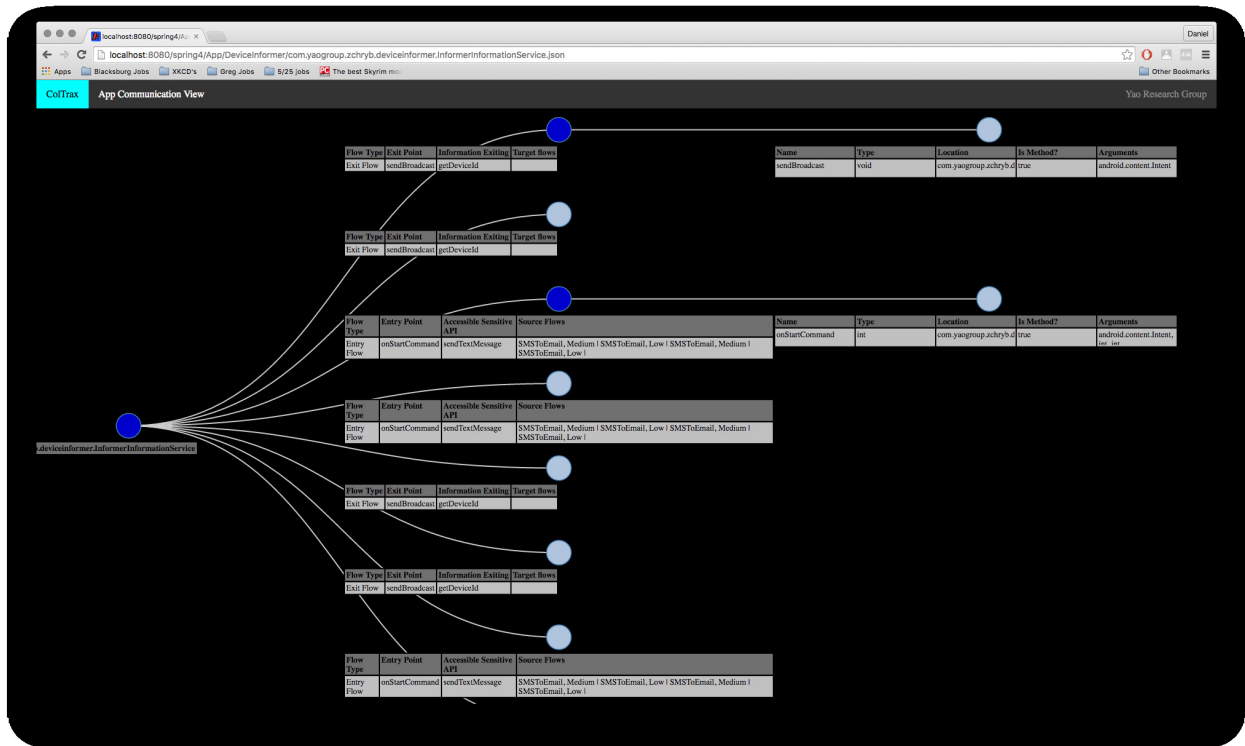 localhost:8080/spring4/Ap
Daniel
localhost:8080/spring4/App/DeviceInformer/com.yaogroup.zchryb.deviceinformer.InformerInformationService.json
Apps Blacksburg Jobs XKCD's Greg Jobs 5/25 jobs The best Skyrim mo Other Bookmarks
ColTrax App Communication View Yao Research Group
Flow Type Exit Point Information Exiting Target flows
Exit Flow sendBroadcast getDeviceId
Name Type Location Is Method? Arguments
sendBroadcast void com.yaogroup.zchryb.d true android.content.Intent
Flow Type Exit Point Information Exiting Target flows
Exit Flow sendBroadcast getDeviceId
Flow Type Entry Point Accessible Sensitive API Source Flows
Entry Flow onStartCommand sendTextMessage SMSToEmail, Medium | SMSToEmail, Low | SMSToEmail, Medium |
SMSToEmail, Low |
Name Type Location Is Method? Arguments
onStartCommand int com.yaogroup.zchryb.d true android.content.Intent,
int, int
Flow Type Entry Point Accessible Sensitive API Source Flows
Entry Flow onStartCommand sendTextMessage SMSToEmail, Medium | SMSToEmail, Low | SMSToEmail, Medium |
SMSToEmail, Low |
.deviceinformer.InformerInformationService
Flow Type Exit Point Information Exiting Target flows
Exit Flow sendBroadcast getDeviceId
Flow Type Exit Point Information Exiting Target flows
Exit Flow sendBroadcast getDeviceId
Flow Type Entry Point Accessible Sensitive API Source Flows
Entry Flow onStartCommand sendTextMessage SMSToEmail, Medium | SMSToEmail, Low | SMSToEmail, Medium |
SMSToEmail, Low |